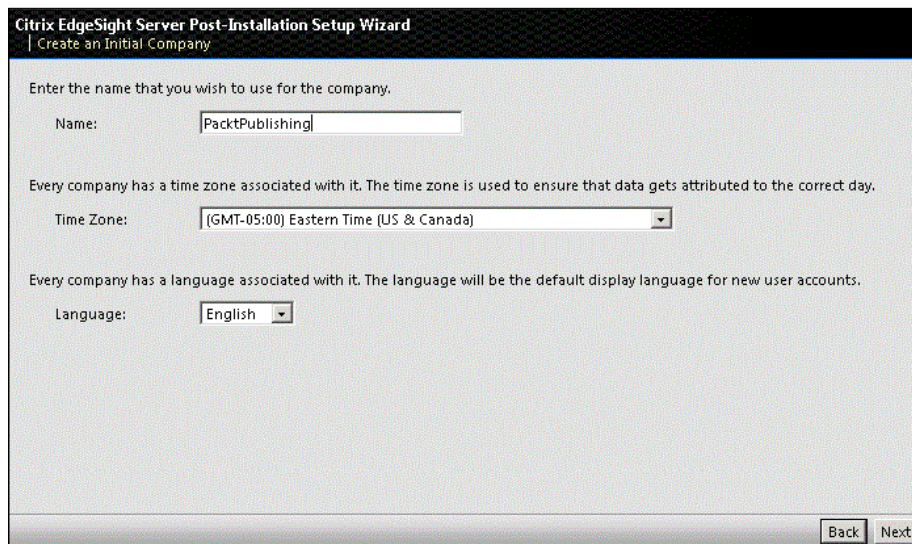 Citrix EdgeSight Server Post-Installation Setup Wizard
Create an Initial Company
Enter the name that you wish to use for the company.
Name: PacktPublishing
Every company has a time zone associated with it. The time zone is used to ensure that data gets attributed to the correct day.
Time Zone: (GMT-05:00) Eastern Time (US & Canada)
Every company has a language associated with it. The language will be the default display language for new user accounts.
Language: English
Back Next